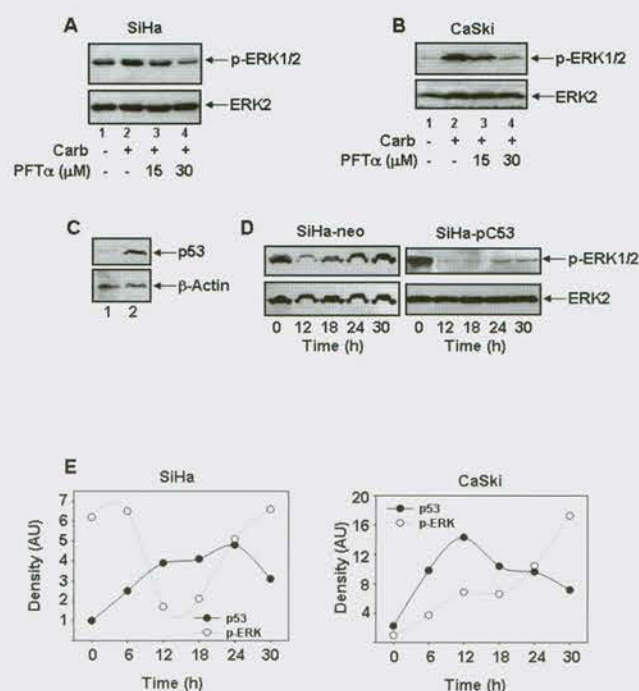 A
SiHa
p-ERK1/2
ERK2
1 2 3 4
Carb - + + +
PFTα (μM) - - 15 30
B
CaSki
p-ERK1/2
ERK2
1 2 3 4
Carb - + + +
PFTα (μM) - - 15 30
C
p53
β-Actin
1 2
D
SiHa-neo SiHa-pC53
p-ERK1/2
ERK2
0 12 18 24 30 0 12 18 24 30
Time (h) Time (h)
E
SiHa
7
6
5
4
3
2
1
Density (AU)
p53
p-ERK
0 6 12 18 24 30
Time (h)
CaSki
20
16
12
8
4
Density (AU)
p53
p-ERK
0 6 12 18 24 30
Time (h)